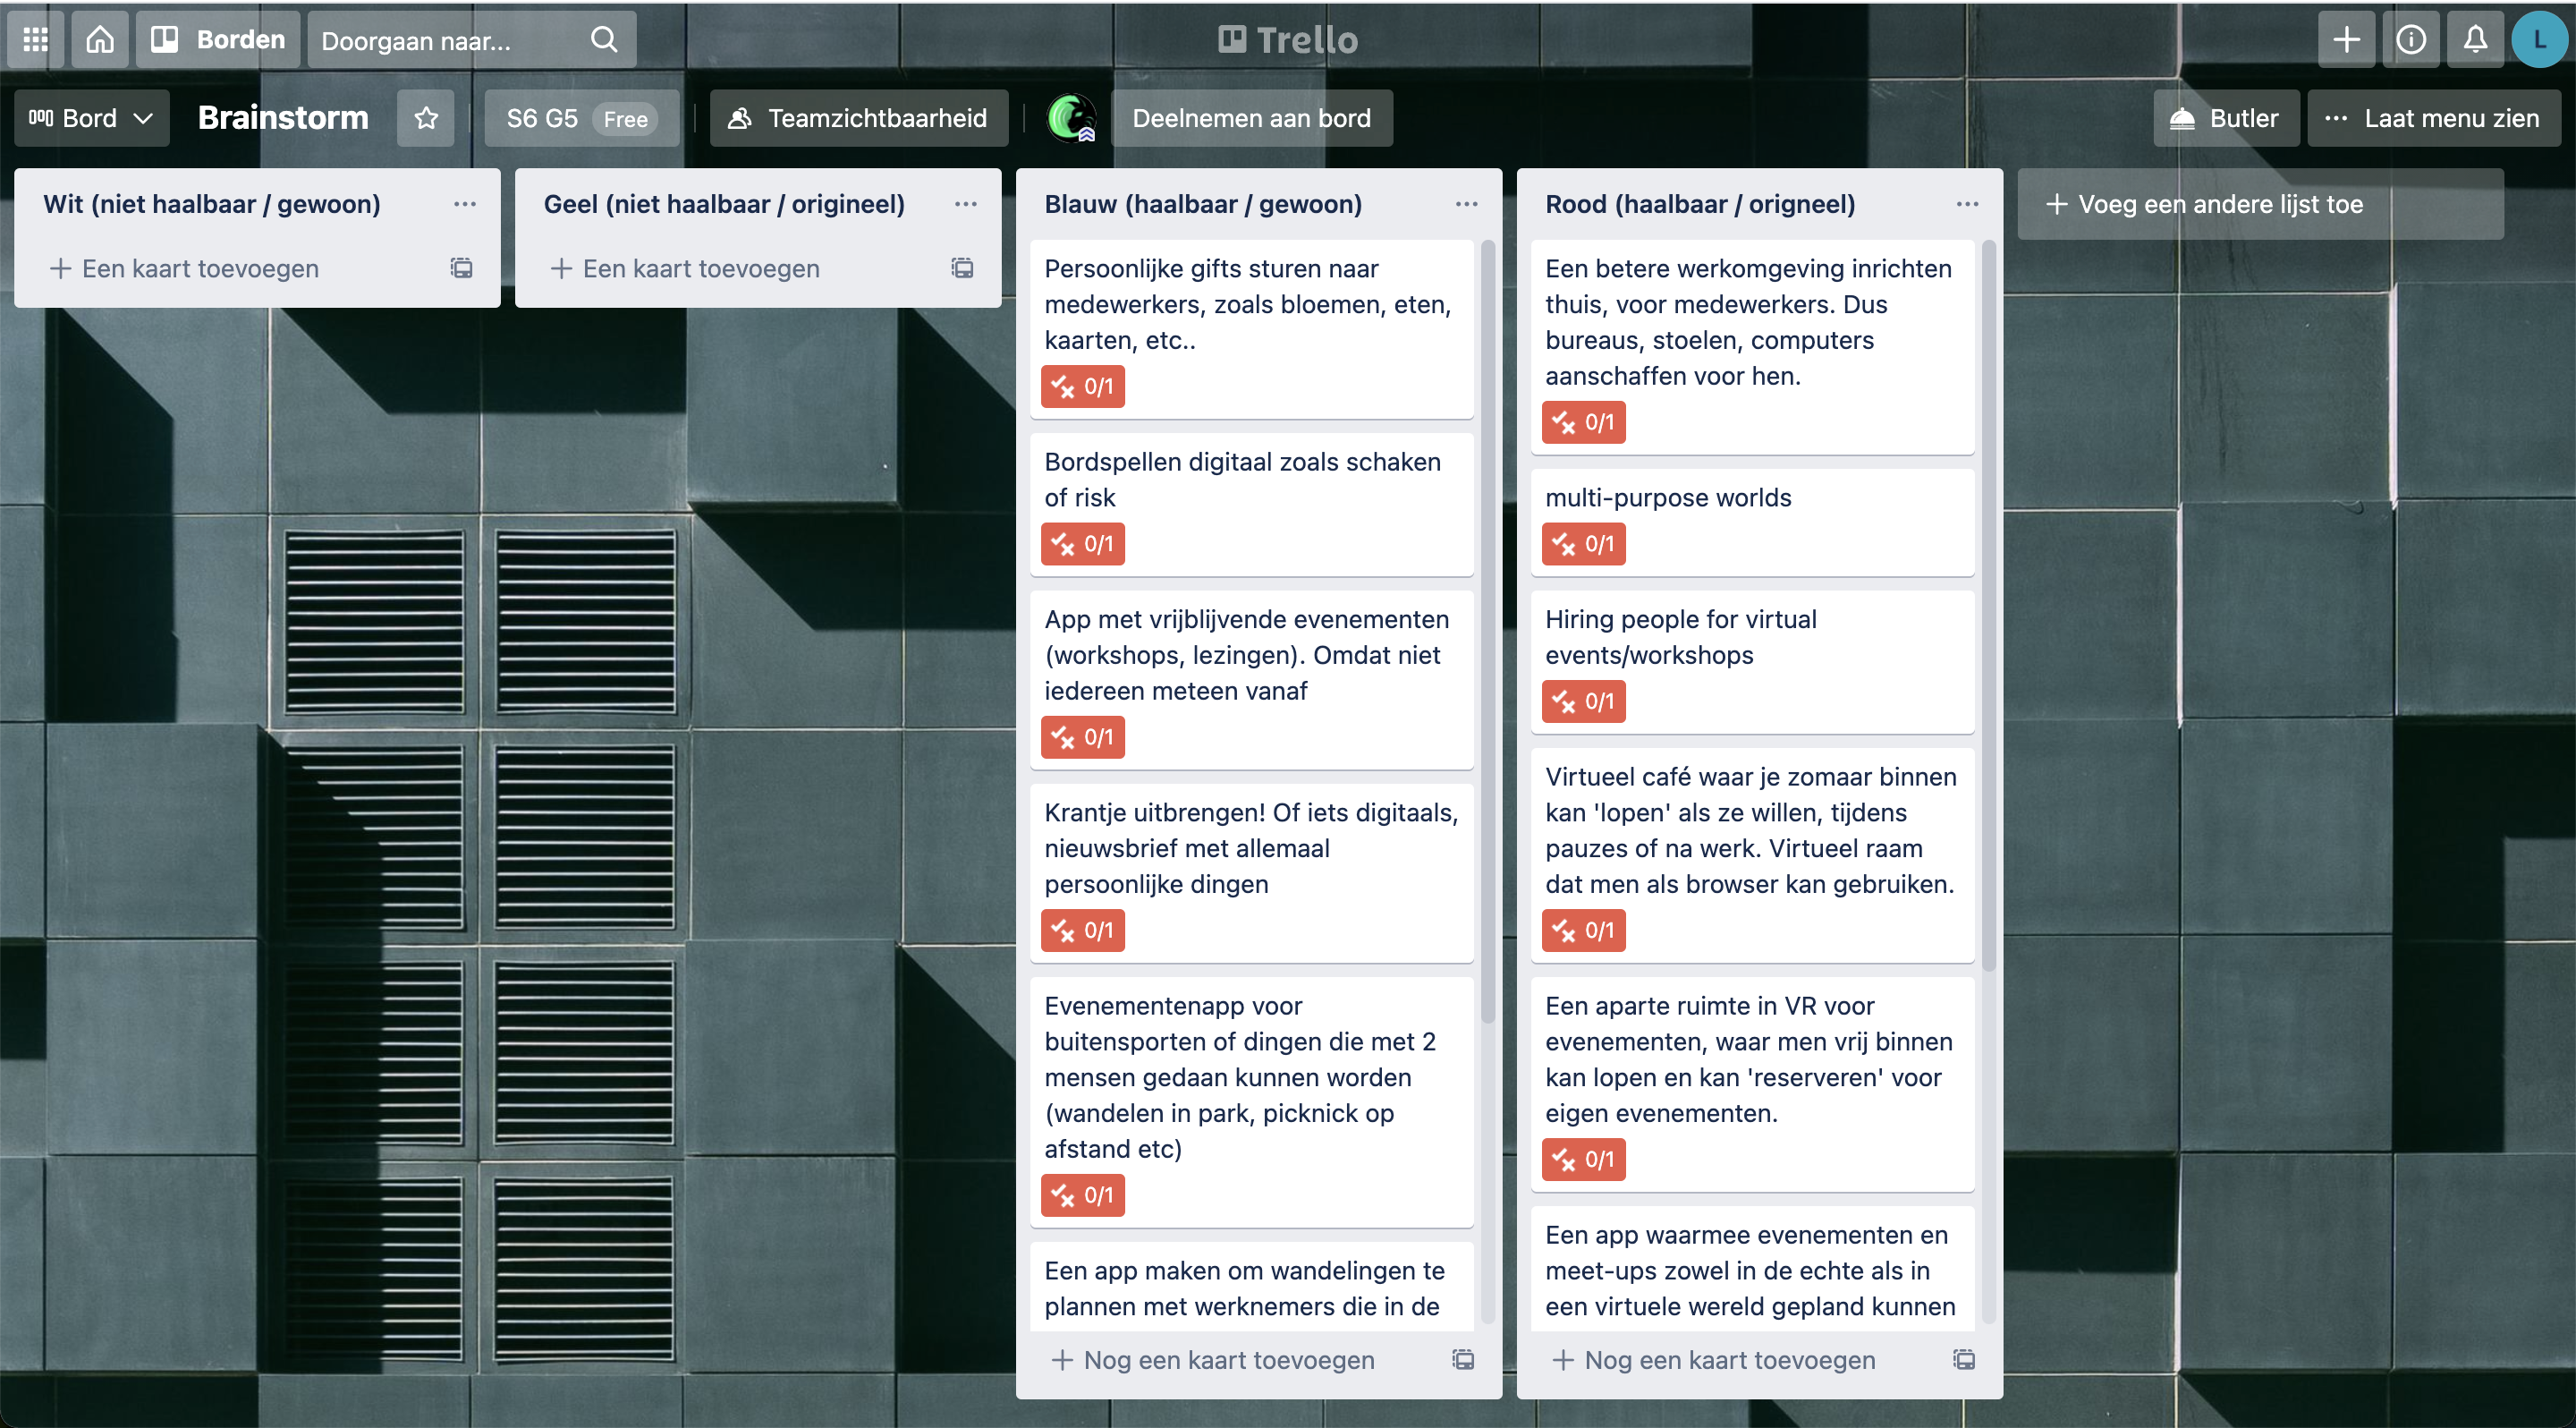 Borden
Doorgaan naar...
Trello
L
Bord
Brainstorm
S6 G5 Free
Teamzichtbaarheid
Deelnemen aan bord
Butler
Laat menu zien
Wit (niet haalbaar / gewoon)
Een kaart toevoegen
Geel (niet haalbaar / origineel)
Een kaart toevoegen
Blauw (haalbaar / gewoon)
Persoonlijke gifts sturen naar
medewerkers, zoals bloemen, eten,
kaarten, etc..
0/1
Bordspellen digitaal zoals schaken
of risk
0/1
App met vrijblijvende evenementen
(workshops, lezingen). Omdat niet
iedereen meteen vanaf
0/1
Krantje uitbrengen! Of iets digitaals,
nieuwsbrief met allemaal
persoonlijke dingen
0/1
Evenementenapp voor
buitensporten of dingen die met 2
mensen gedaan kunnen worden
(wandelen in park, picknick op
afstand etc)
0/1
Een app maken om wandelingen te
plannen met werknemers die in de
Nog een kaart toevoegen
Rood (haalbaar / origneel)
Een betere werkomgeving inrichten
thuis, voor medewerkers. Dus
bureaus, stoelen, computers
aanschaffen voor hen.
0/1
multi-purpose worlds
0/1
Hiring people for virtual
events/workshops
0/1
Virtueel café waar je zomaar binnen
kan 'lopen' als ze willen, tijdens
pauzes of na werk. Virtueel raam
dat men als browser kan gebruiken.
0/1
Een aparte ruimte in VR voor
evenementen, waar men vrij binnen
kan lopen en kan 'reserveren' voor
eigen evenementen.
0/1
Een app waarmee evenementen en
meet-ups zowel in de echte als in
een virtuele wereld gepland kunnen
Nog een kaart toevoegen
Voeg een andere lijst toe